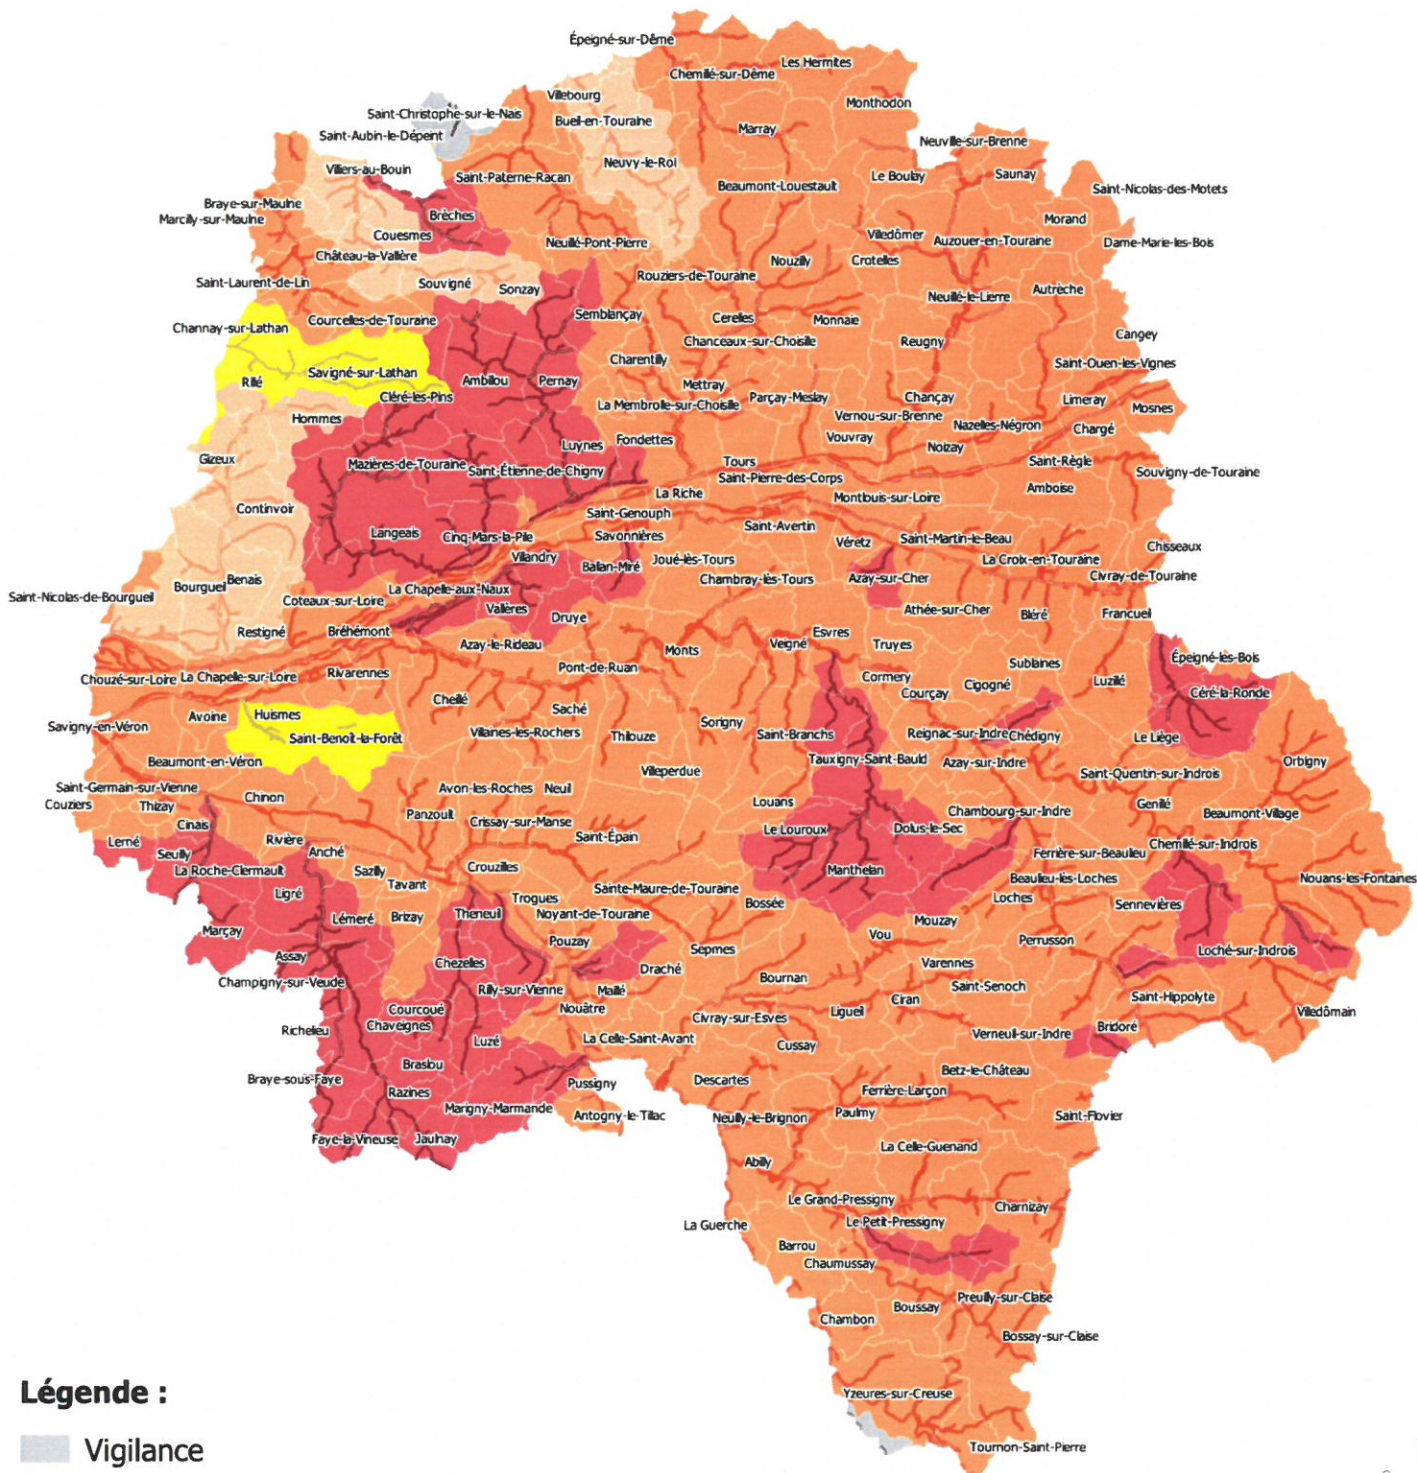 Épeigné-sur-Dême
Les Hermites
Chemillé-sur-Dême
Villebourg
Monthodon
Saint-Christophe-sur-le-Nais
Bueil-en-Touraine
Marray
Saint-Aubin-le-Dépeint
Neuville-sur-Brenne
Neuvy-le-Roi
Villiers-au-Bouin
Saint-Paterne-Racan
Le Boulay
Saunay
Beaumont-Louestault
Saint-Nicolas-des-Motets
Braye-sur-Maulne
Brèches
Marcilly-sur-Maulne
Morand
Couesmes
Villedômer
Neuillé-Pont-Pierre
Auzouer-en-Touraine
Dame-Marie-les-Bois
Château-la-Vallière
Nouzilly
Crotelles
Rouziers-de-Touraine
Saint-Laurent-de-Lin
Souvigné
Sonzay
Autrèche
Neuillé-le-Lierre
Semblançay
Cerelles
Monnaie
Courcelles-de-Touraine
Channay-sur-Lathan
Cangey
Chanceaux-sur-Choisille
Reugny
Charentilly
Saint-Ouen-les-Vignes
Savigné-sur-Lathan
Rillé
Ambillou
Pernay
Mettray
Cléré-les-Pins
Parçay-Meslay
Chançay
Limeray
La Membrolle-sur-Choisille
Mosnes
Vernou-sur-Brenne
Hommes
Nazelles-Négron
Chargé
Luynes
Fondettes
Vouvray
Noizay
Gizeux
Mazières-de-Touraine
Saint-Étienne-de-Chigny
Tours
Saint-Règle
Saint-Pierre-des-Corps
Souvigny-de-Touraine
La Riche
Montlouis-sur-Loire
Amboise
Continvoir
Saint-Genouph
Saint-Avertin
Langeais
Cinq-Mars-la-Pile
Savonnières
Véretz
Saint-Martin-le-Beau
Chisseaux
Villandry
Ballan-Miré
Joué-lès-Tours
La Croix-en-Touraine
Bourgueil
Benais
Chambray-lès-Tours
Azay-sur-Cher
Civray-de-Touraine
La Chapelle-aux-Naux
Saint-Nicolas-de-Bourgueil
Coteaux-sur-Loire
Vallères
Druye
Athée-sur-Cher
Bléré
Francueil
Restigné
Bréhémont
Azay-le-Rideau
Monts
Veigné
Esvres
Truyes
Épeigné-les-Bois
Pont-de-Ruan
Sublaines
Chouzé-sur-Loire
La Chapelle-sur-Loire
Rivarennes
Cormery
Courçay
Cigogné
Luzillé
Céré-la-Ronde
Cheillé
Saché
Avoine
Huismes
Savigny-en-Véron
Saint-Benoît-la-Forêt
Villaines-les-Rochers
Thilouze
Sorigny
Saint-Branchs
Reignac-sur-Indre
Chédigny
Le Liège
Beaumont-en-Véron
Tauxigny-Saint-Bauld
Azay-sur-Indre
Orbigny
Villeperdue
Saint-Quentin-sur-Indrois
Saint-Germain-sur-Vienne
Avon-les-Roches
Neuil
Couziers
Thizay
Chinon
Louans
Genillé
Panzoult
Crissay-sur-Manse
Chambourg-sur-Indre
Beaumont-Village
Cinais
Saint-Épain
Le Louroux
Dolus-le-Sec
Lerné
Rivière
Chemillé-sur-Indrois
Seuilly
Anché
Ferrière-sur-Beaulieu
La Roche-Clermault
Sazilly
Crouzilles
Manthelan
Tavant
Beaulieu-lès-Loches
Nouans-les-Fontaines
Ligré
Sainte-Maure-de-Touraine
Trogues
Bossée
Loches
Sennevières
Lémeré
Brizay
Theneuil
Noyant-de-Touraine
Mouzay
Marçay
Pouzay
Vou
Perrusson
Assay
Sepmes
Loché-sur-Indrois
Chezelles
Draché
Varennes
Champigny-sur-Veude
Rilly-sur-Vienne
Maillé
Bournan
Saint-Senoch
Saint-Hippolyte
Courcoué
Nouâtre
Ligueil
Ciran
Villedômain
Richelieu
Chaveignes
Civray-sur-Esves
Bridoré
Luzé
La Celle-Saint-Avant
Cussay
Verneuil-sur-Indre
Braslou
Braye-sous-Faye
Pussigny
Descartes
Betz-le-Château
Razines
Ferrière-Larçon
Marigny-Marmande
Antogny-le-Tillac
Neuilly-le-Brignon
Paulmy
Saint-Flovier
Faye-la-Vineuse
Jaulnay
La Celle-Guenand
Abilly
Le Grand-Pressigny
Charnizay
La Guerche
Le Petit-Pressigny
Barrou
Chaumussay
Preuilly-sur-Claise
Boussay
Chambon
Bossay-sur-Claise
Légende :
Yzeures-sur-Creuse
Vigilance
Tournon-Saint-Pierre